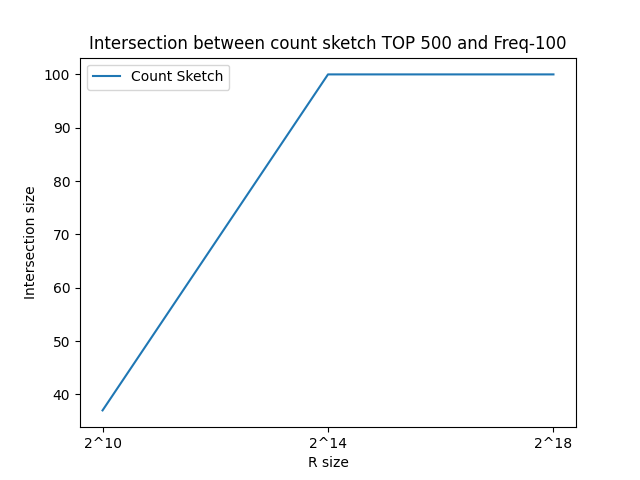 Intersection between count sketch TOP 500 and Freq-100
Count Sketch
100
90
80
70
60
50
40
Intersection size
2^10
2^14
2^18
R size